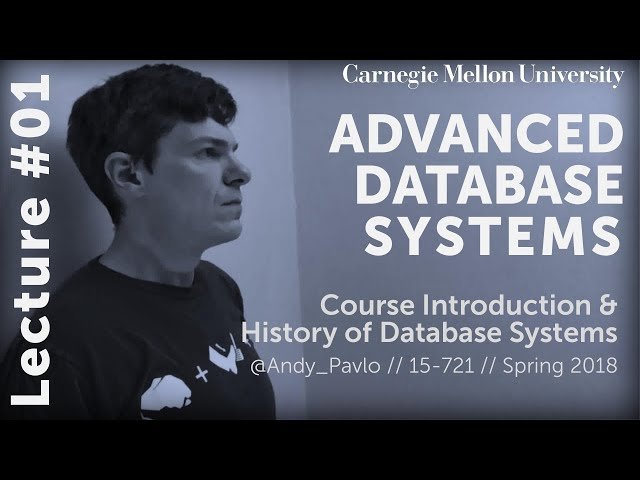 Lecture #01
Carnegie Mellon University
ADVANCED
DATABASE
SYSTEMS
Course Introduction &
History of Database Systems
@Andy_Pavlo // 15-721 // Spring 2018